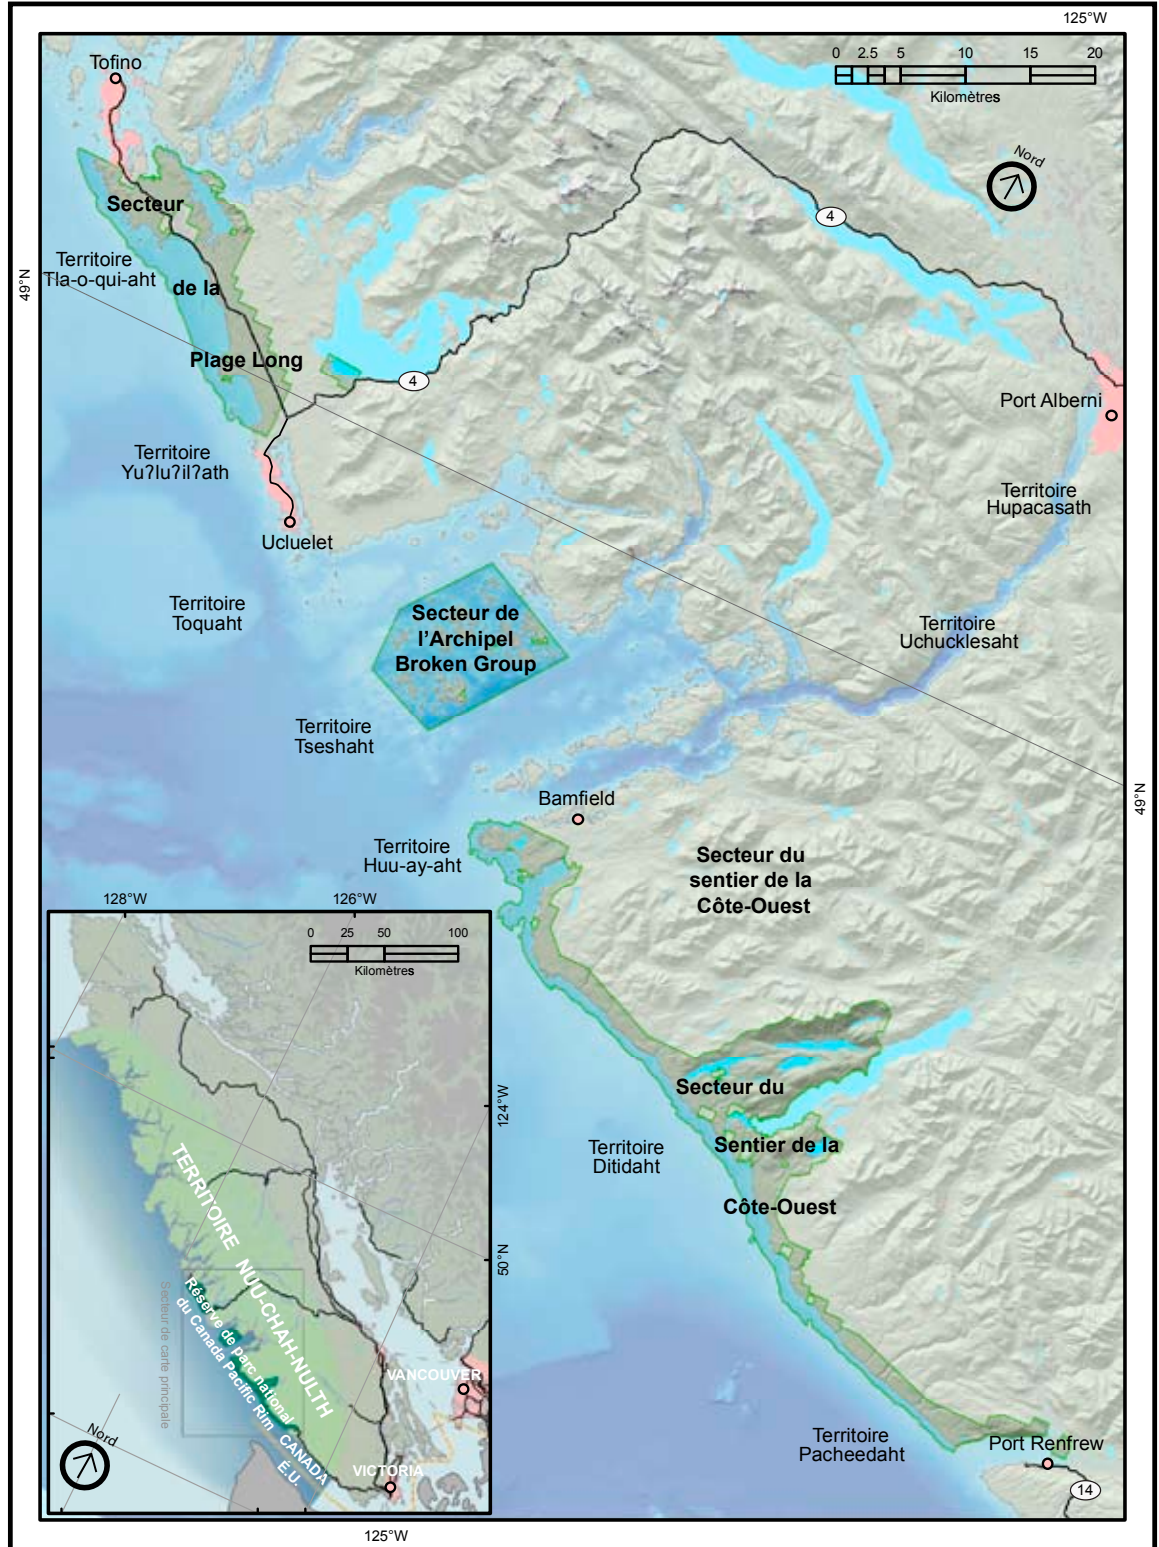 125°W
Tofino
0 2.5 5 10 15 20
Kilomètres
Nord
4
Secteur
de la
Plage Long
Territoire
Tla-o-qui-aht
49°N
4
Port Alberni
Territoire
Yuʔluʔilʔath
Territoire
Hupacasath
Ucluelet
Territoire
Toquaht
Secteur de
l'Archipel
Broken Group
Territoire
Uchucklesaht
Territoire
Tseshaht
49°N
Bamfield
Territoire
Huu-ay-aht
Secteur du
sentier de la
Côte-Ouest
Secteur du
Sentier de la
Côte-Ouest
Territoire
Ditidaht
Territoire
Pacheedaht
Port Renfrew
14
128°W
126°W
0 25 50 100
Kilomètres
124°W
50°N
TERRITOIRE NUU-CHAH-NULTH
Réserve de parc national
du Canada Pacific Rim
Secteur de carte principale
CANADA
É.U.
VANCOUVER
VICTORIA
Nord
125°W